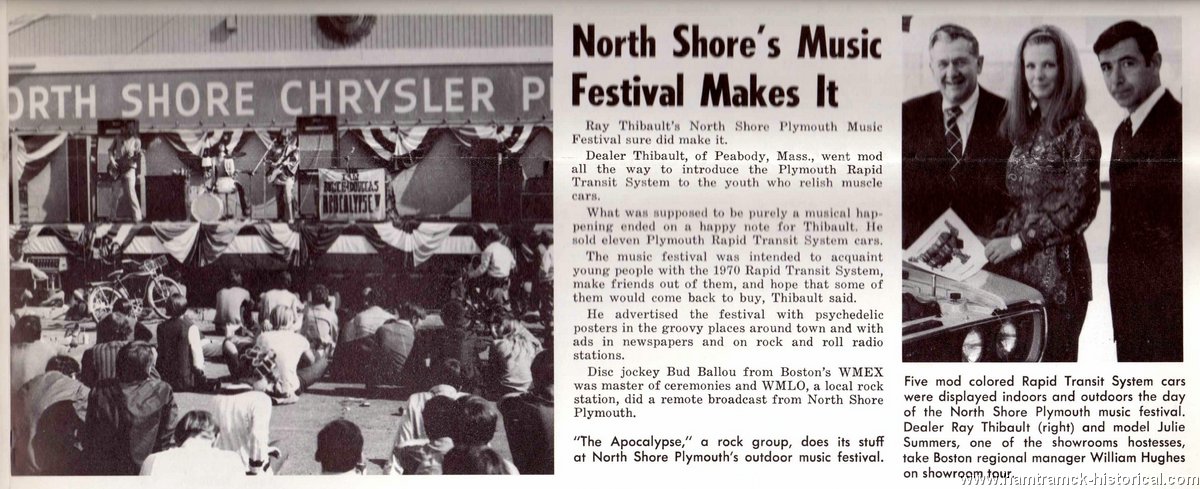 ORTH SHORE CHRYSLER P
APOCALYPSE!
North Shore's Music
Festival Makes It
Ray Thibault's North Shore Plymouth Music
Festival sure did make it.
Dealer Thibault, of Peabody, Mass., went mod
all the way to introduce the Plymouth Rapid
Transit System to the youth who relish muscle
cars.
What was supposed to be purely a musical hap-
pening ended on a happy note for Thibault. He
sold eleven Plymouth Rapid Transit System cars.
The music festival was intended to acquaint
young people with the 1970 Rapid Transit System,
make friends out of them, and hope that some of
them would come back to buy, Thibault said.
He advertised the festival with psychedelic
posters in the groovy places around town and with
ads in newspapers and on rock and roll radio
stations.
Disc jockey Bud Ballou from Boston's WMEX
was master of ceremonies and WMLO, a local rock
station, did a remote broadcast from North Shore
Plymouth.
"The Apocalypse," a rock group, does its stuff
at North Shore Plymouth's outdoor music festival.
Five mod colored Rapid Transit System cars
were displayed indoors and outdoors the day
of the North Shore Plymouth music festival.
Dealer Ray Thibault (right) and model Julie
Summers, one of the showrooms hostesses,
take Boston regional manager William Hughes
on showroom tour.
www.hamtramck-historical.com